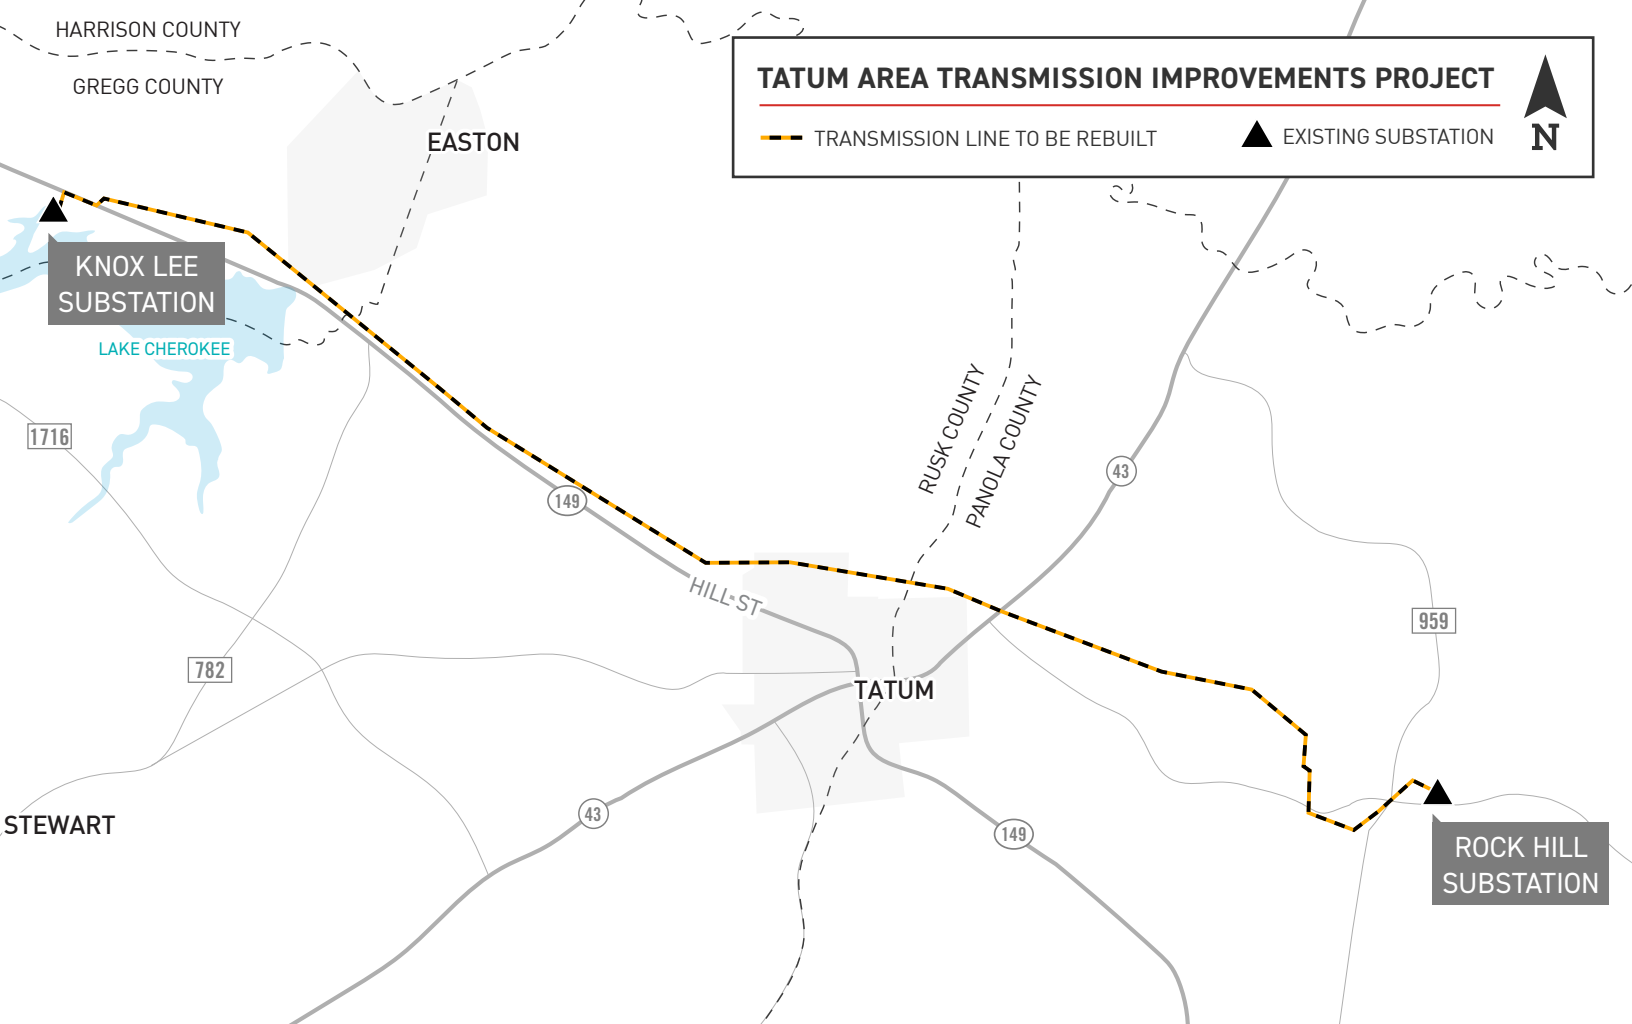 HARRISON COUNTY
GREGG COUNTY
TATUM AREA TRANSMISSION IMPROVEMENTS PROJECT
TRANSMISSION LINE TO BE REBUILT
EXISTING SUBSTATION
N
EASTON
KNOX LEE
SUBSTATION
LAKE CHEROKEE
RUSK COUNTY
PANOLA COUNTY
1716
43
149
HILL ST
959
782
TATUM
43
STEWART
149
ROCK HILL
SUBSTATION